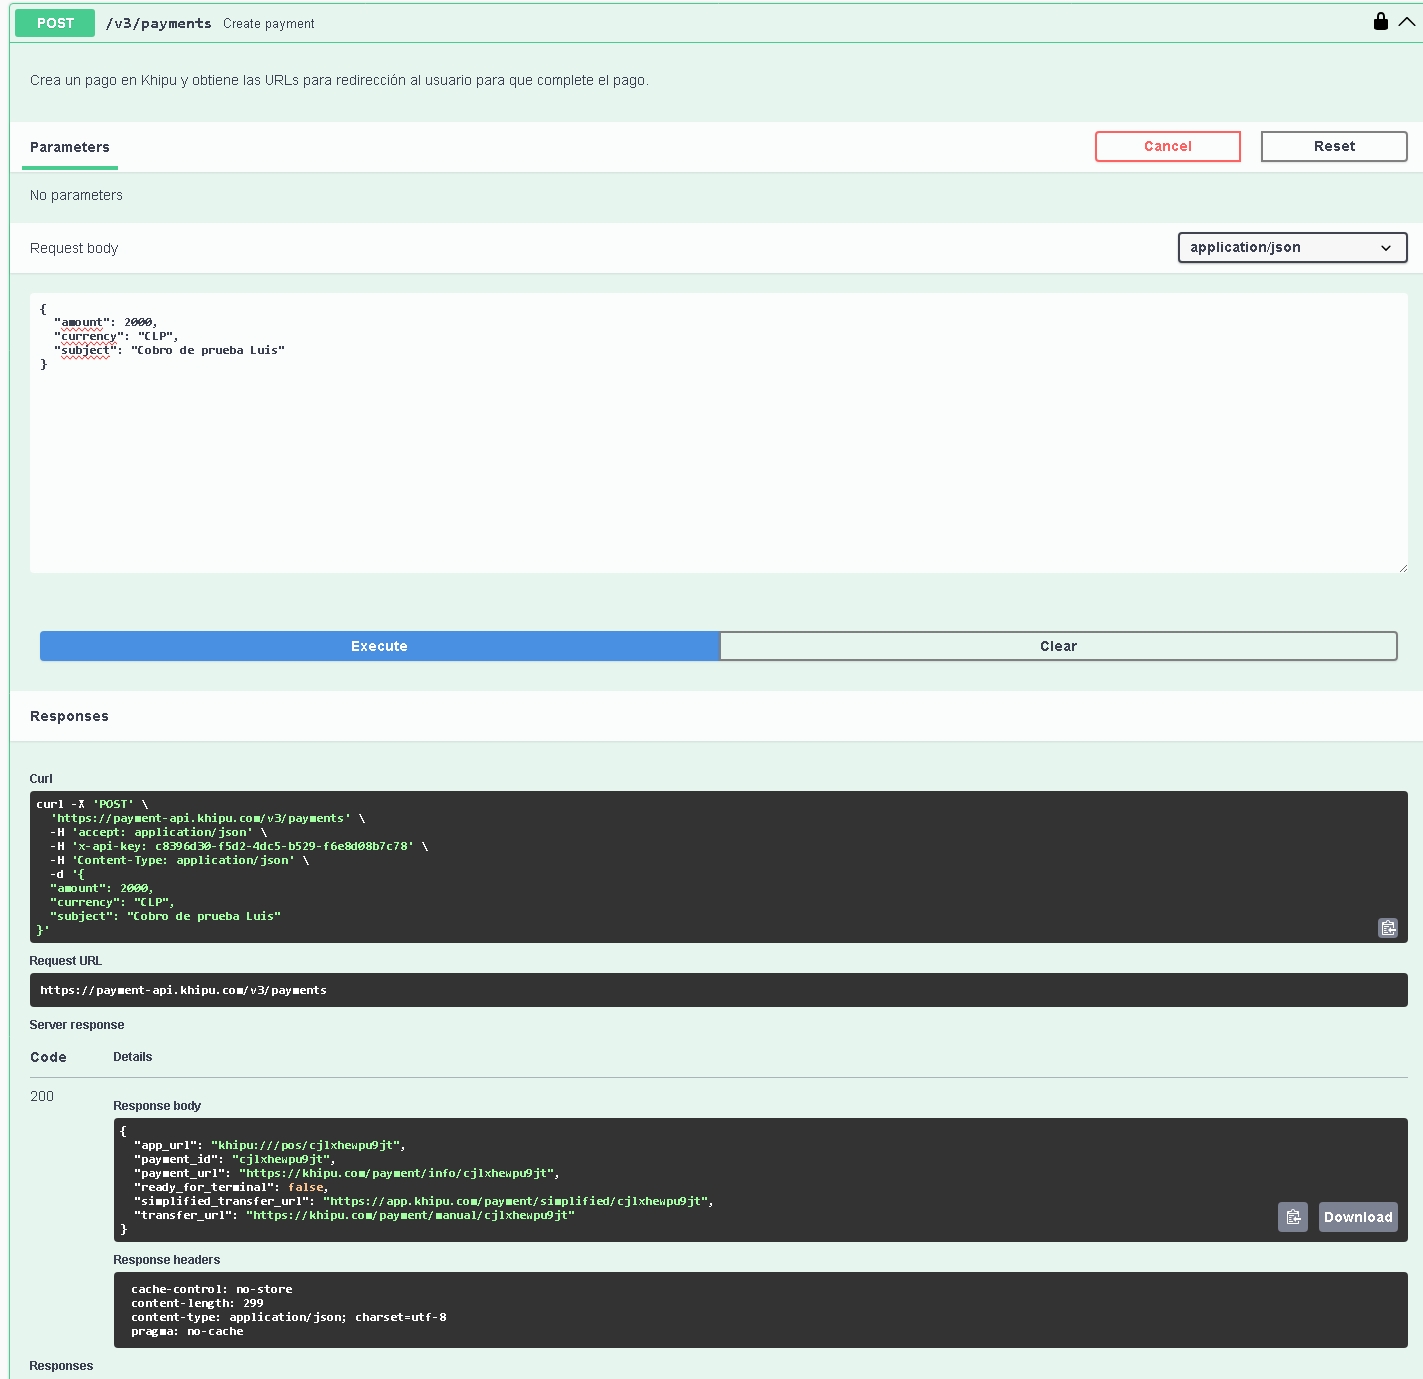 POST /v3/payments Create payment
Crea un pago en Khipu y obtiene las URLs para redirección al usuario para que complete el pago.
Parameters
Cancel
Reset
No parameters
Request body
application/json
{
"amount": 2000,
"currency": "CLP",
"subject": "Cobro de prueba Luis"
}
Execute
Clear
Responses
Curl
curl -X 'POST' \
'https://payment-api.khipu.com/v3/payments' \
-H 'accept: application/json' \
-H 'x-api-key: c8396d30-f5d2-4dc5-b529-f6e8d08b7c78' \
-H 'Content-Type: application/json' \
-d '{
"amount": 2000,
"currency": "CLP",
"subject": "Cobro de prueba Luis"
}'
Request URL
https://payment-api.khipu.com/v3/payments
Server response
Code Details
200
Response body
{
"app_url": "khipu:///pos/cjlxhewpu9jt",
"payment_id": "cjlxhewpu9jt",
"payment_url": "https://khipu.com/payment/info/cjlxhewpu9jt",
"ready_for_terminal": false,
"simplified_transfer_url": "https://app.khipu.com/payment/simplified/cjlxhewpu9jt",
"transfer_url": "https://khipu.com/payment/manual/cjlxhewpu9jt"
}
Download
Response headers
cache-control: no-store
content-length: 299
content-type: application/json; charset=utf-8
pragma: no-cache
Responses